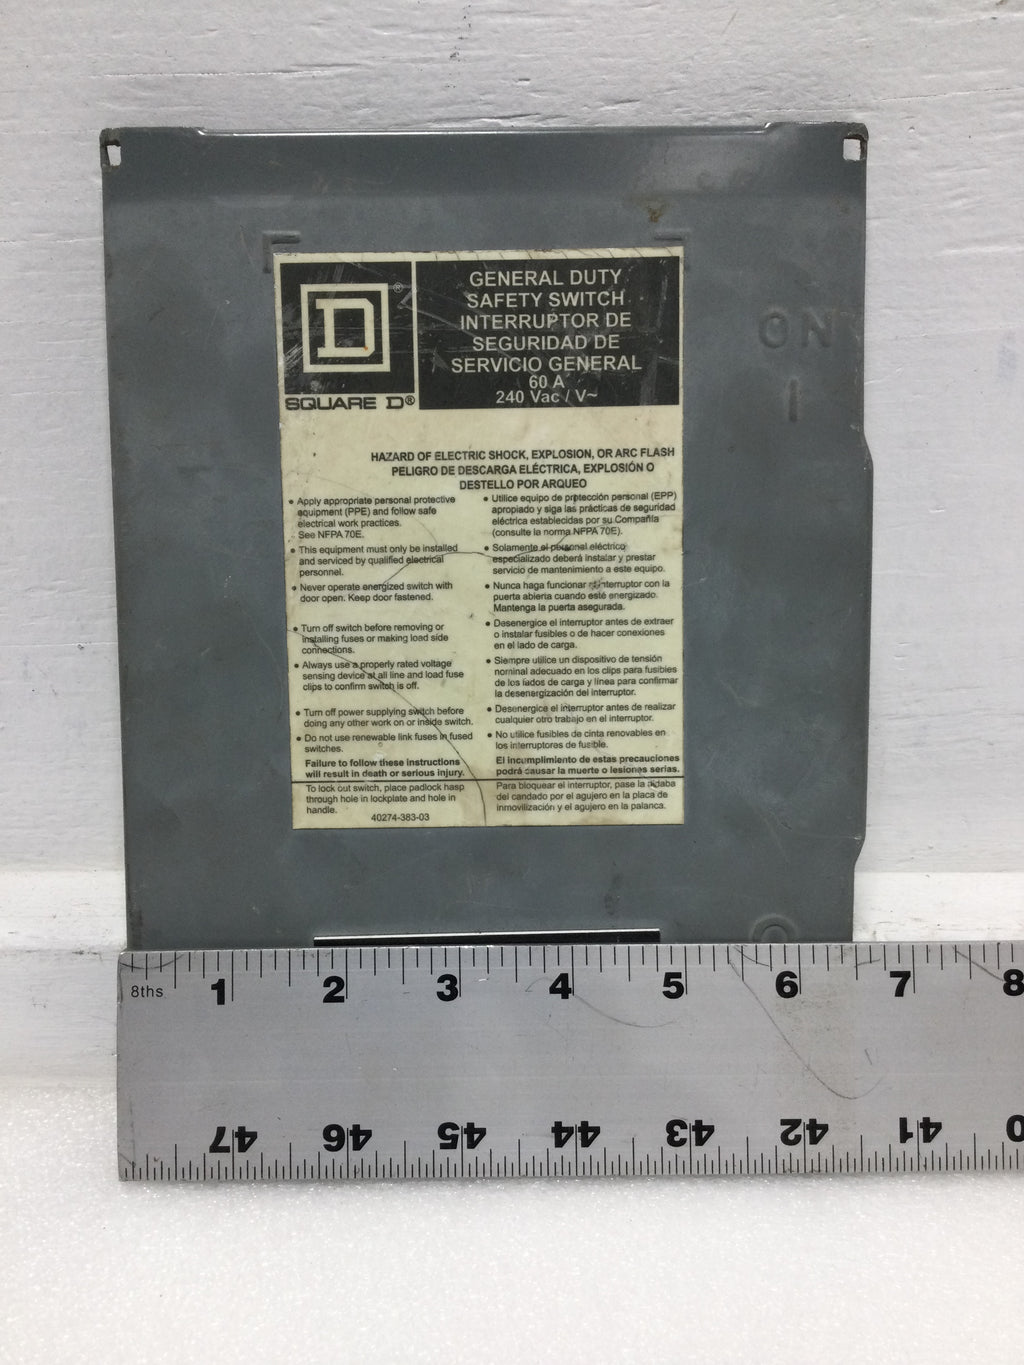 D®
SQUARE D®
GENERAL DUTY
SAFETY SWITCH
INTERRUPTOR DE
SEGURIDAD DE
SERVICIO GENERAL
60 A
240 Vac / V~
ON
I
HAZARD OF ELECTRIC SHOCK, EXPLOSION, OR ARC FLASH
PELIGRO DE DESCARGA ELÉCTRICA, EXPLOSIÓN O
DESTELLO POR ARQUEO
• Apply appropriate personal protective
equipment (PPE) and follow safe
electrical work practices.
See NFPA 70E.
• This equipment must only be installed
and serviced by qualified electrical
personnel.
• Never operate energized switch with
door open. Keep door fastened.
• Turn off switch before removing or
installing fuses or making load side
connections.
• Always use a properly rated voltage
sensing device at all line and load fuse
clips to confirm switch is off.
• Turn off power supplying switch before
doing any other work on or inside switch.
• Do not use renewable link fuses in fused
switches.
Failure to follow these instructions
will result in death or serious injury.
To lock out switch, place padlock hasp
through hole in lockplate and hole in
handle.
40274-383-03
• Utilice equipo de protección personal (EPP)
apropiado y siga las prácticas de seguridad
eléctrica establecidas por su Compañía
(consulte la norma NFPA 70E).
• Solamente el personal eléctrico
especializado deberá instalar y prestar
servicio de mantenimiento a este equipo.
• Nunca haga funcionar el interruptor con la
puerta abierta cuando esté energizado.
Mantenga la puerta asegurada.
• Desenergice el interruptor antes de extraer
o instalar fusibles o de hacer conexiones
en el lado de carga.
• Siempre utilice un dispositivo de tensión
nominal adecuado en los clips para fusibles
de los lados de carga y línea para confirmar
la desenergización del interruptor.
• Desenergice el interruptor antes de realizar
cualquier otro trabajo en el interruptor.
• No utilice fusibles de cinta renovables en
los interruptores de fusible.
El incumplimiento de estas precauciones
podrá causar la muerte o lesiones serias.
Para bloquear el interruptor, pase la aldaba
del candado por el agujero en la placa de
inmovilización y el agujero en la palanca.
O
8ths 1 2 3 4 5 6 7 8
47 46 45 44 43 42 41 0